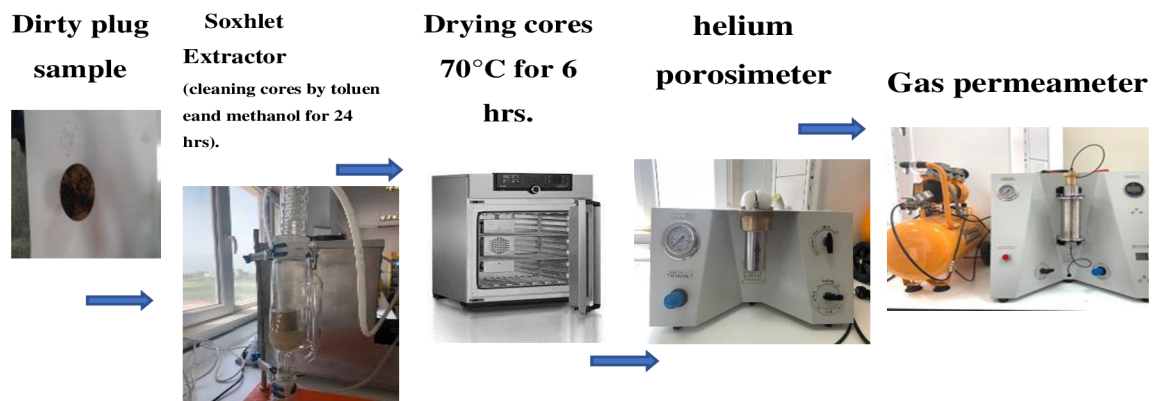 Dirty plug
sample
Soxhlet
Extractor
(cleaning cores by toluen
eand methanol for 24
hrs).
Drying cores
70°C for 6
hrs.
helium
porosimeter
Gas permeameter